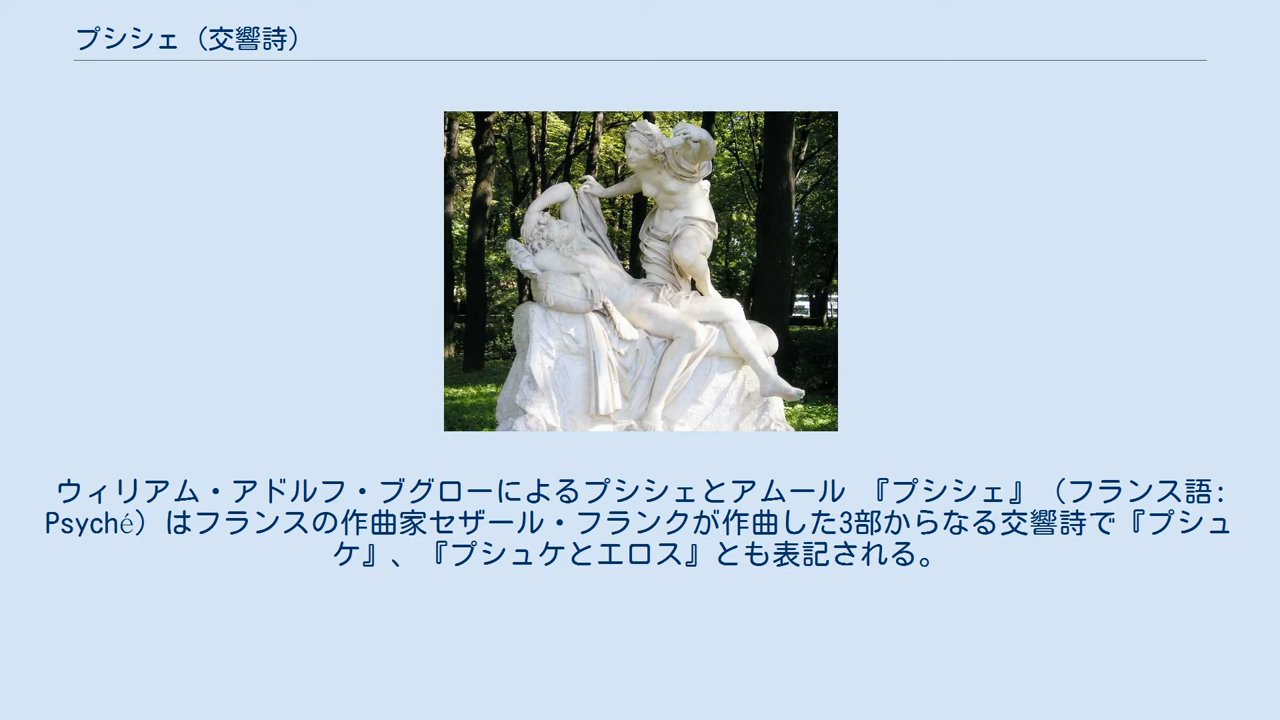 プシシェ（交響詩）
ウィリアム・アドルフ・ブグローによるプシシェとアムール 『プシシェ』（フランス語:
Psyché）はフランスの作曲家セザール・フランクが作曲した3部からなる交響詩で『プシュ
ケ』、『プシュケとエロス』とも表記される。